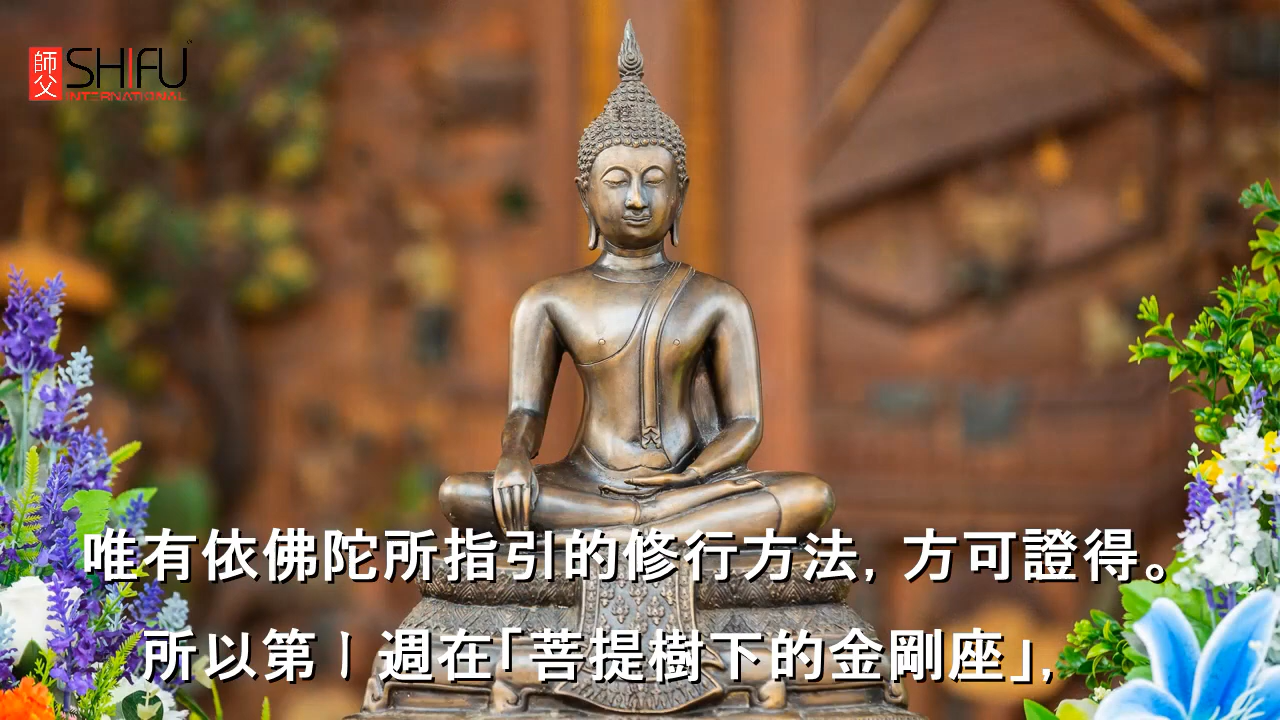 師父
SHIFU
INTERNATIONAL
唯有依佛陀所指引的修行方法, 方可證得。
所以第丨週在「菩提樹下的金剛座」,